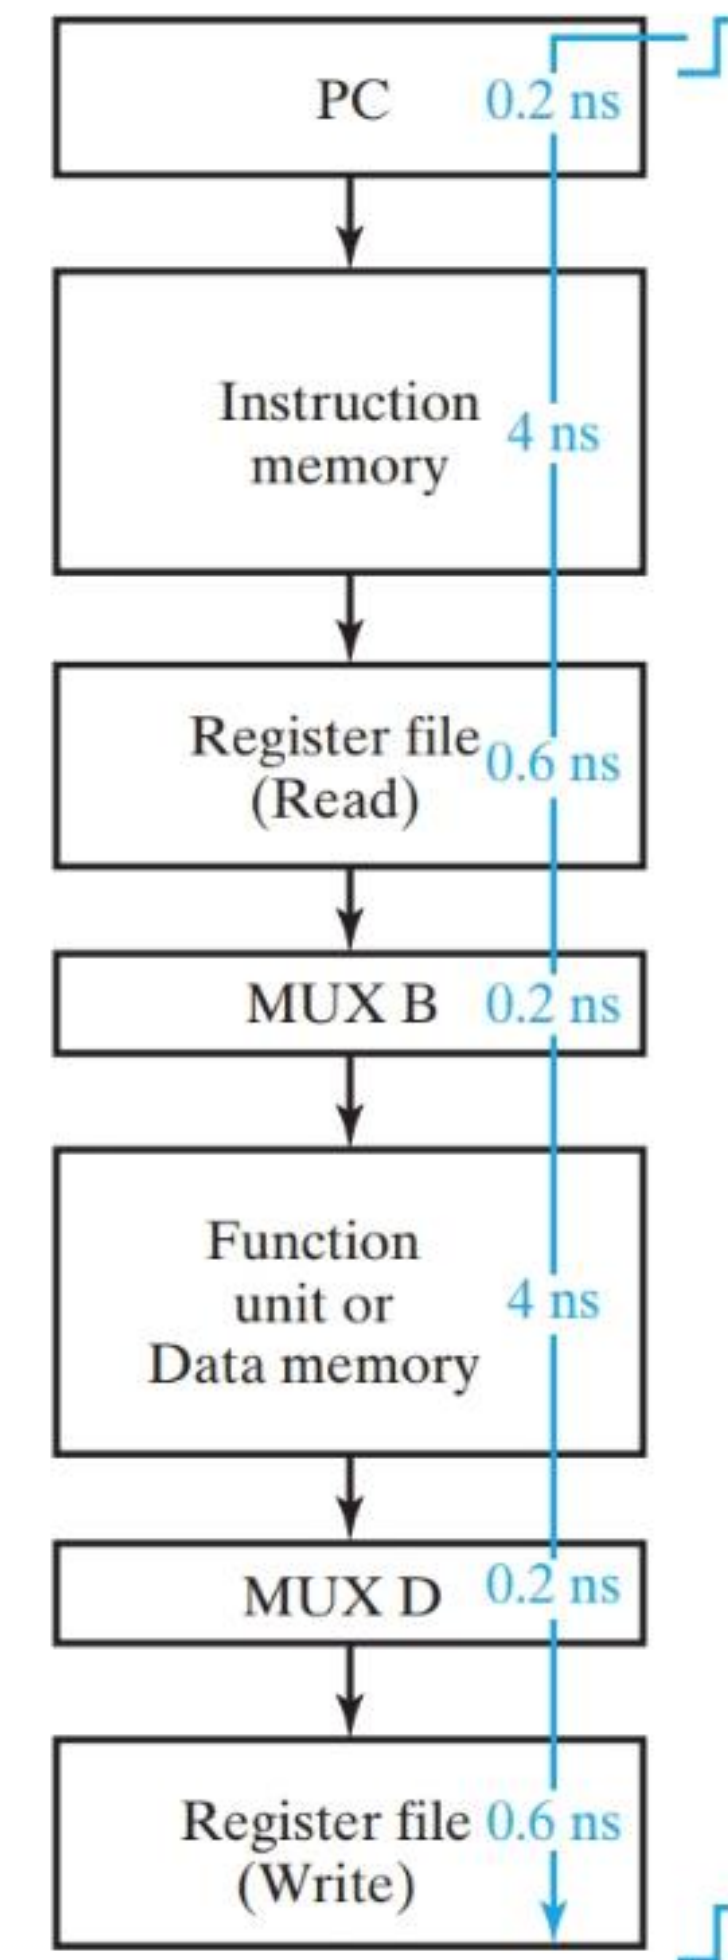 PC 0.2 ns
Instruction
memory
4 ns
Register file
(Read)
0.6 ns
MUX B 0.2 ns
Function
unit or
Data memory
4 ns
MUX D 0.2 ns
Register file 0.6 ns
(Write)